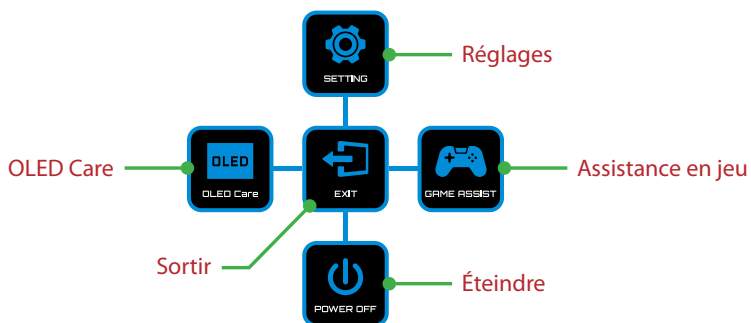 SETTING
Réglages
OLED Care
OLED
OLED Care
EXIT
GAME ASSIST
Assistance en jeu
Sortir
POWER OFF
Éteindre